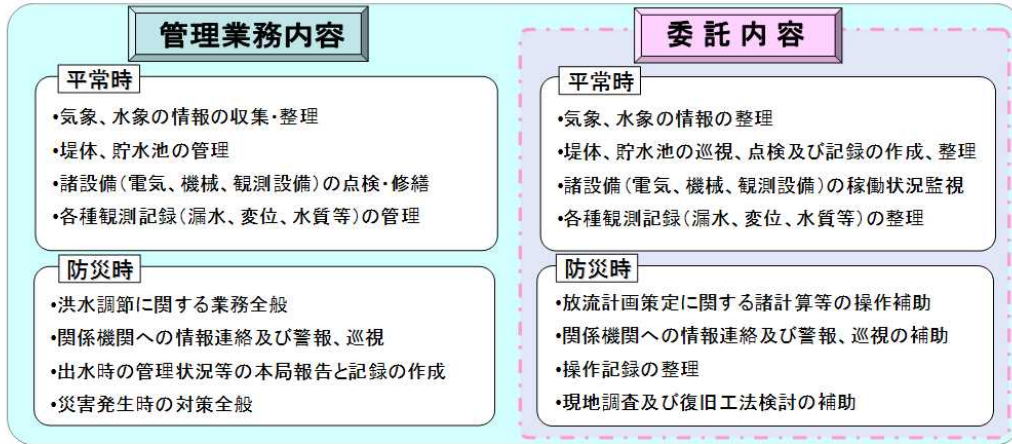 管理業務内容
平常時
•気象、水象の情報の収集･整理
•堤体、貯水池の管理
•諸設備(電気、機械、観測設備)の点検･修繕
•各種観測記録(漏水、変位、水質等)の管理
防災時
•洪水調節に関する業務全般
•関係機関への情報連絡及び警報、巡視
•出水時の管理状況等の本局報告と記録の作成
•災害発生時の対策全般
委託内容
平常時
•気象、水象の情報の整理
•堤体、貯水池の巡視、点検及び記録の作成、整理
•諸設備(電気、機械、観測設備)の稼働状況監視
•各種観測記録(漏水、変位、水質等)の整理
防災時
•放流計画策定に関する諸計算等の操作補助
•関係機関への情報連絡及び警報、巡視の補助
•操作記録の整理
•現地調査及び復旧工法検討の補助